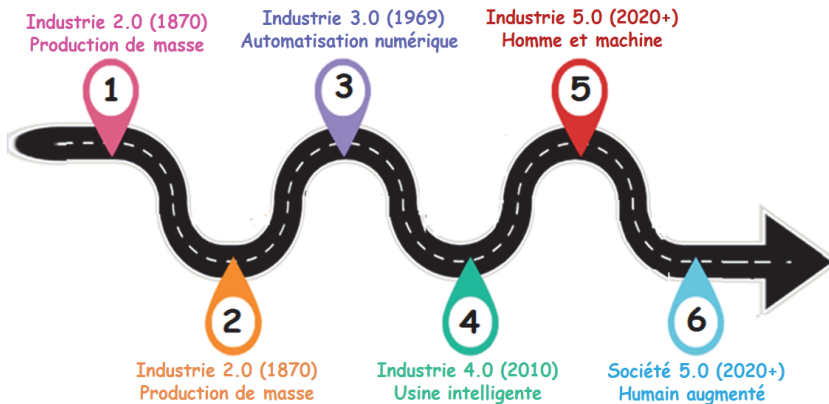 Industrie 2.0 (1870)
Production de masse
1
Industrie 2.0 (1870)
Production de masse
2
Industrie 3.0 (1969)
Automatisation numérique
3
Industrie 4.0 (2010)
Usine intelligente
4
Industrie 5.0 (2020+)
Homme et machine
5
Société 5.0 (2020+)
Humain augmenté
6